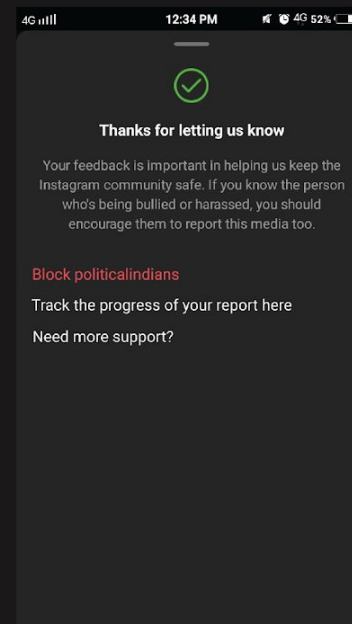 4G 12:34 PM 4G 52%
Thanks for letting us know
Your feedback is important in helping us keep the
Instagram community safe. If you know the person
who's being bullied or harassed, you should
encourage them to report this media too.
Block politicalindians
Track the progress of your report here
Need more support?